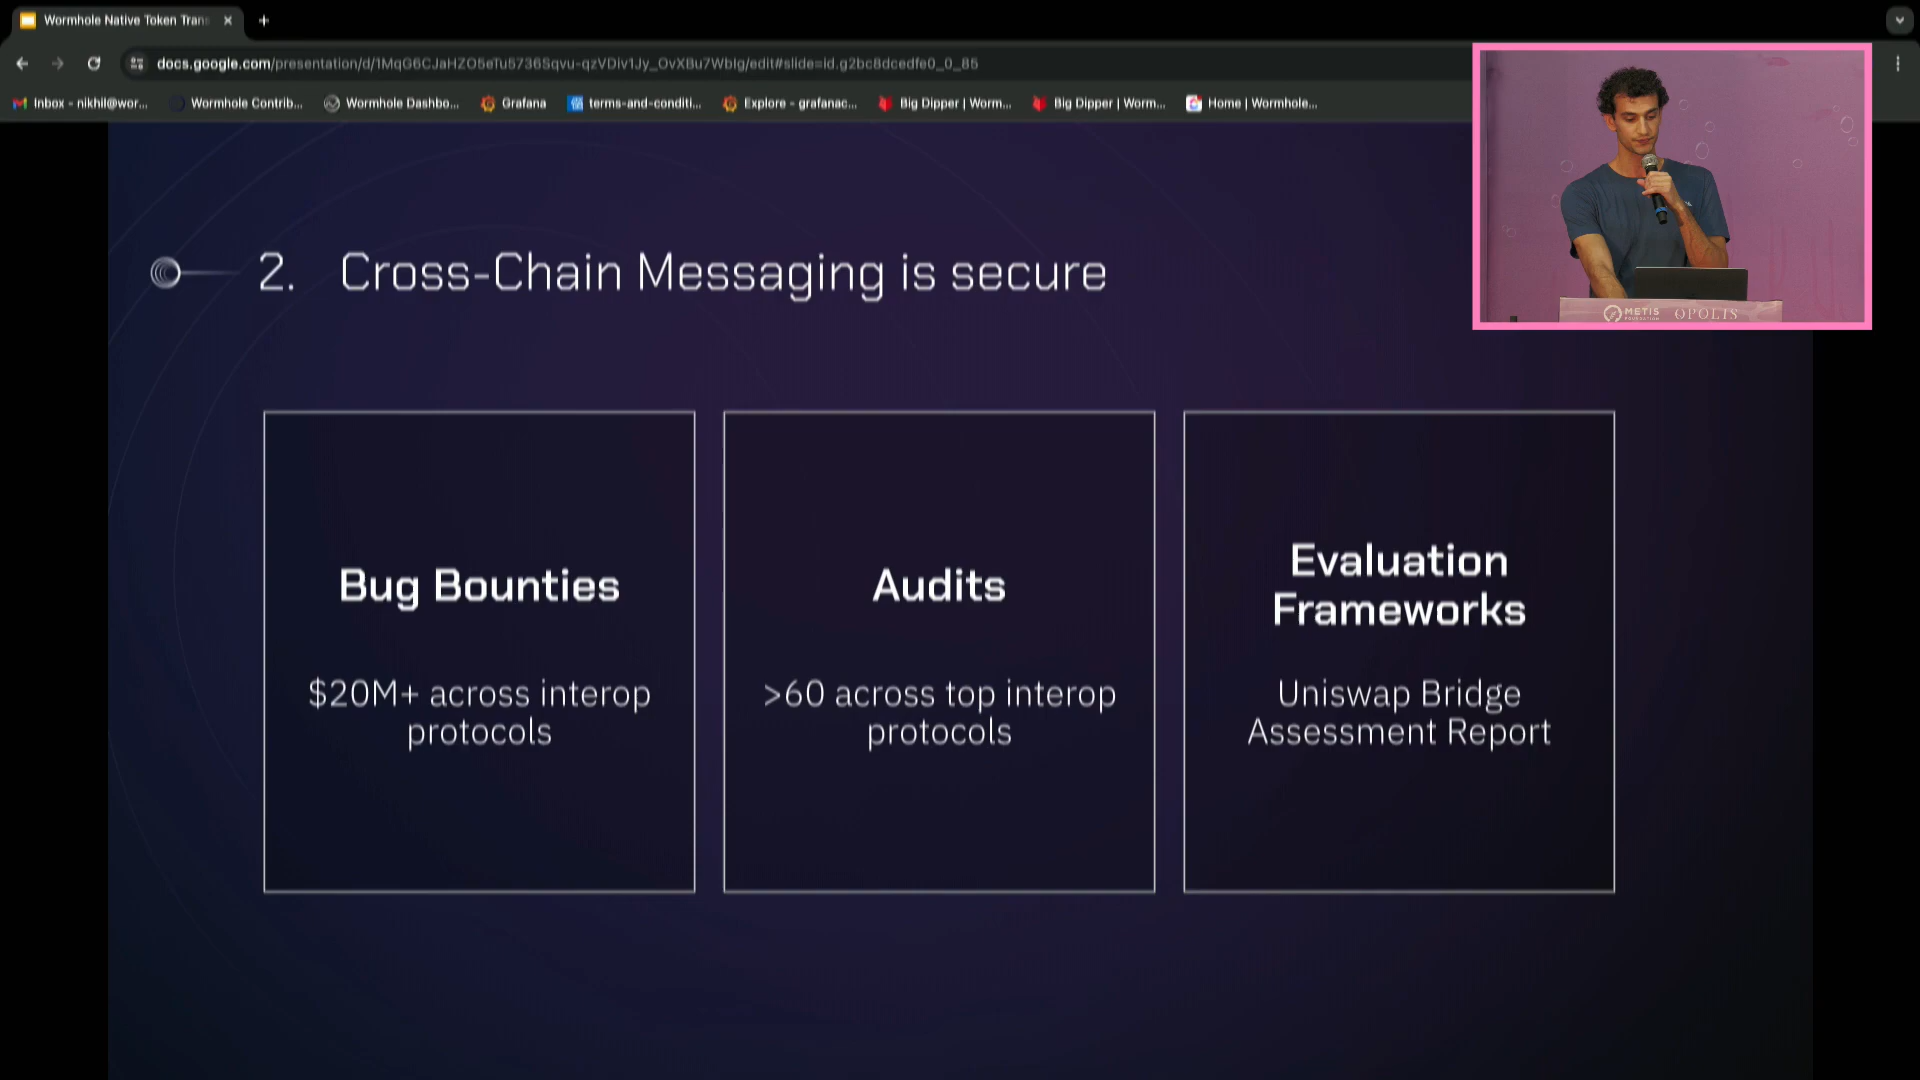 Wormhole Native Token Tran
docs.google.com/presentation/d/1MqG6CJaHZO5eTu5736Sqvu-qzVDiv1Jy_OvXBu7WbIg/edit#slide=id.g2bc8dcedfe0_0_85
Inbox - nikhil@wor...
Wormhole Contrib...
Wormhole Dashbo...
Grafana
terms-and-conditi...
Explore - grafanac...
Big Dipper | Worm...
Big Dipper | Worm...
Home | Wormhole...
METIS
FOUNDATION
OPOLIS
2. Cross-Chain Messaging is secure
Bug Bounties
$20M+ across interop
protocols
Audits
>60 across top interop
protocols
Evaluation
Frameworks
Uniswap Bridge
Assessment Report